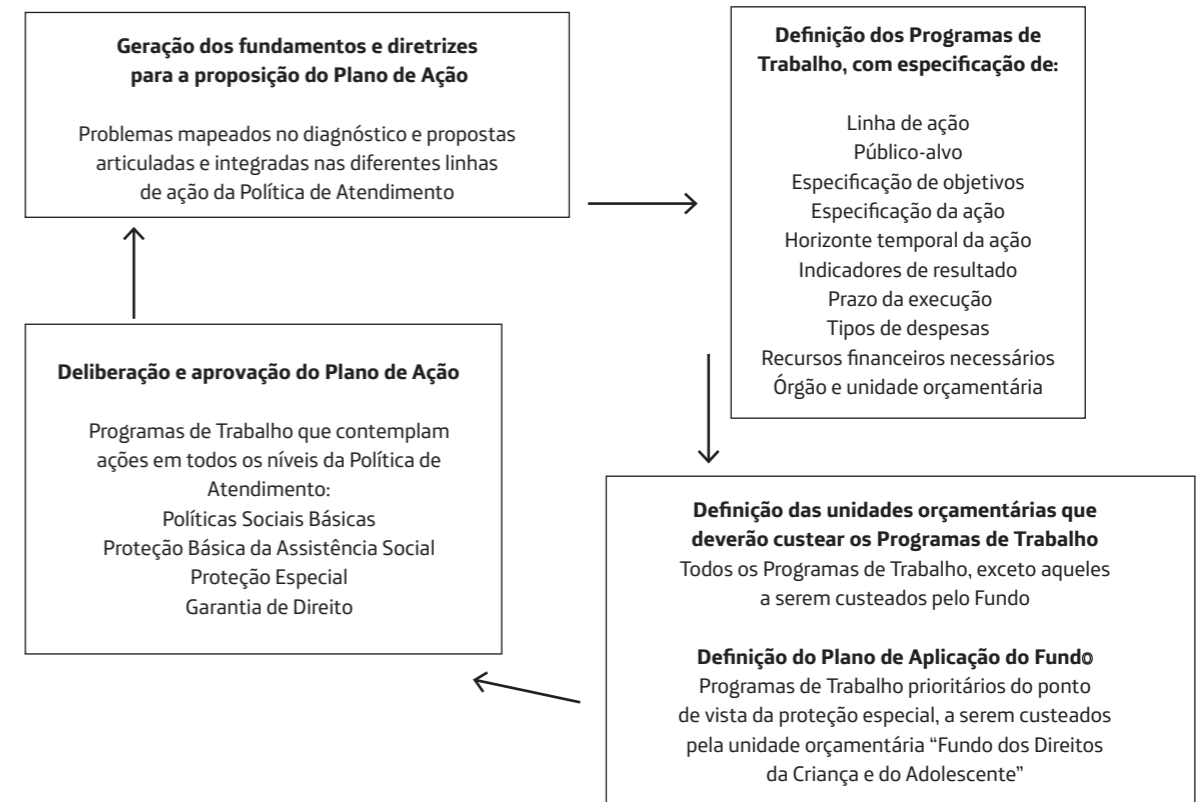 Geração dos fundamentos e diretrizes
para a proposição do Plano de Ação
Problemas mapeados no diagnóstico e propostas
articuladas e integradas nas diferentes linhas
de ação da Política de Atendimento
Definição dos Programas de
Trabalho, com especificação de:
Linha de ação
Público-alvo
Especificação de objetivos
Especificação da ação
Horizonte temporal da ação
Indicadores de resultado
Prazo da execução
Tipos de despesas
Recursos financeiros necessários
Órgão e unidade orçamentária
Definição das unidades orçamentárias que
deverão custear os Programas de Trabalho
Todos os Programas de Trabalho, exceto aqueles
a serem custeados pelo Fundo
Definição do Plano de Aplicação do Fundo
Programas de Trabalho prioritários do ponto
de vista da proteção especial, a serem custeados
pela unidade orçamentária “Fundo dos Direitos
da Criança e do Adolescente”
Deliberação e aprovação do Plano de Ação
Programas de Trabalho que contemplam
ações em todos os níveis da Política de
Atendimento:
Políticas Sociais Básicas
Proteção Básica da Assistência Social
Proteção Especial
Garantia de Direito